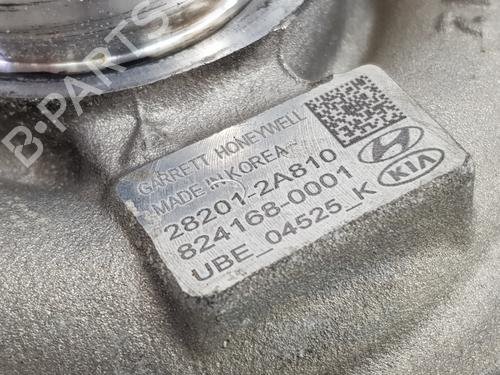 B-PARTS
GARRETT HONEYWELL
MADE IN KOREA
28201-2A810
824168-0001
UBE_04525_K
KIA